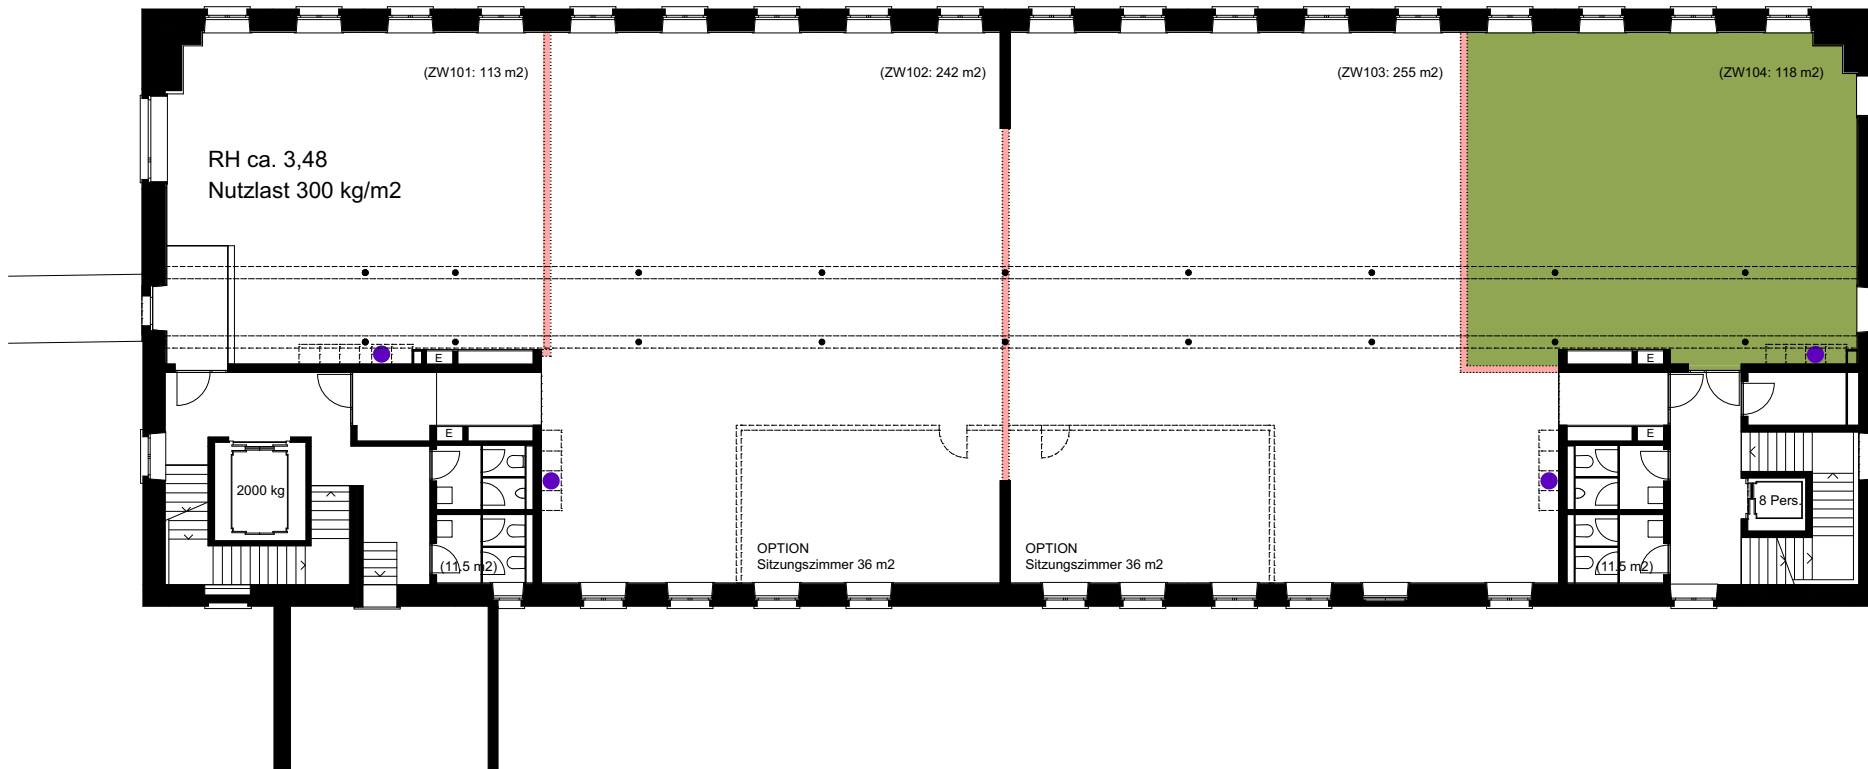 (ZW101: 113 m2)
(ZW102: 242 m2)
(ZW103: 255 m2)
(ZW104: 118 m2)
RH ca. 3,48
Nutzlast 300 kg/m2
E
E
E
E
2000 kg
8 Pers.
OPTION
Sitzungszimmer 36 m2
OPTION
Sitzungszimmer 36 m2
(11.5 m2)
(11.5 m2)